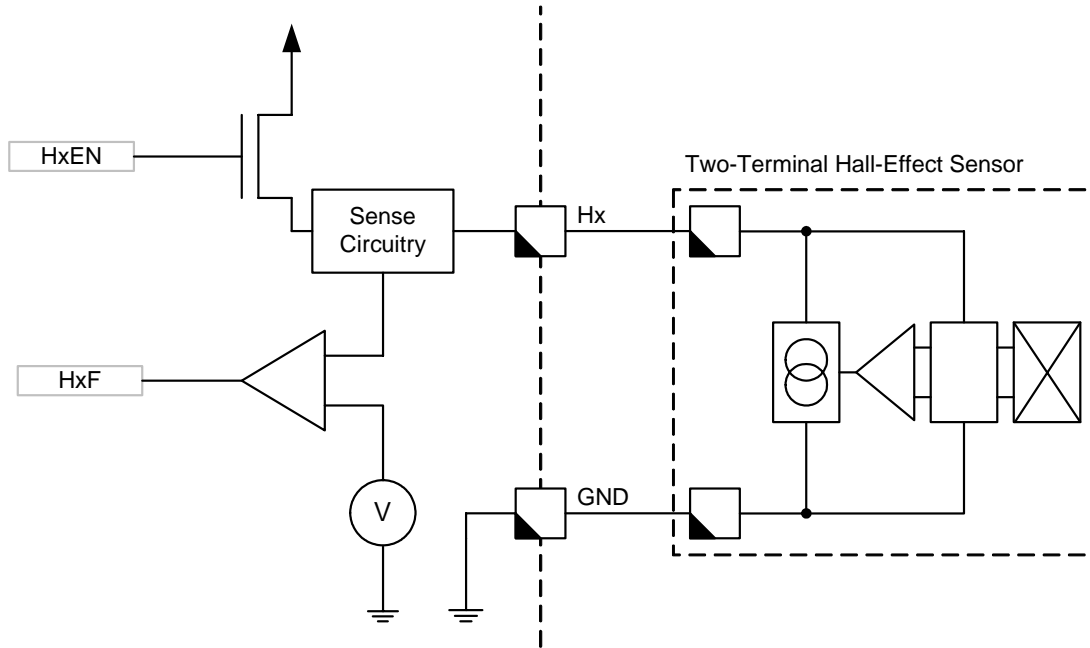 HxEN
Two-Terminal Hall-Effect Sensor
Sense
Circuitry
Hx
HxF
GND
V